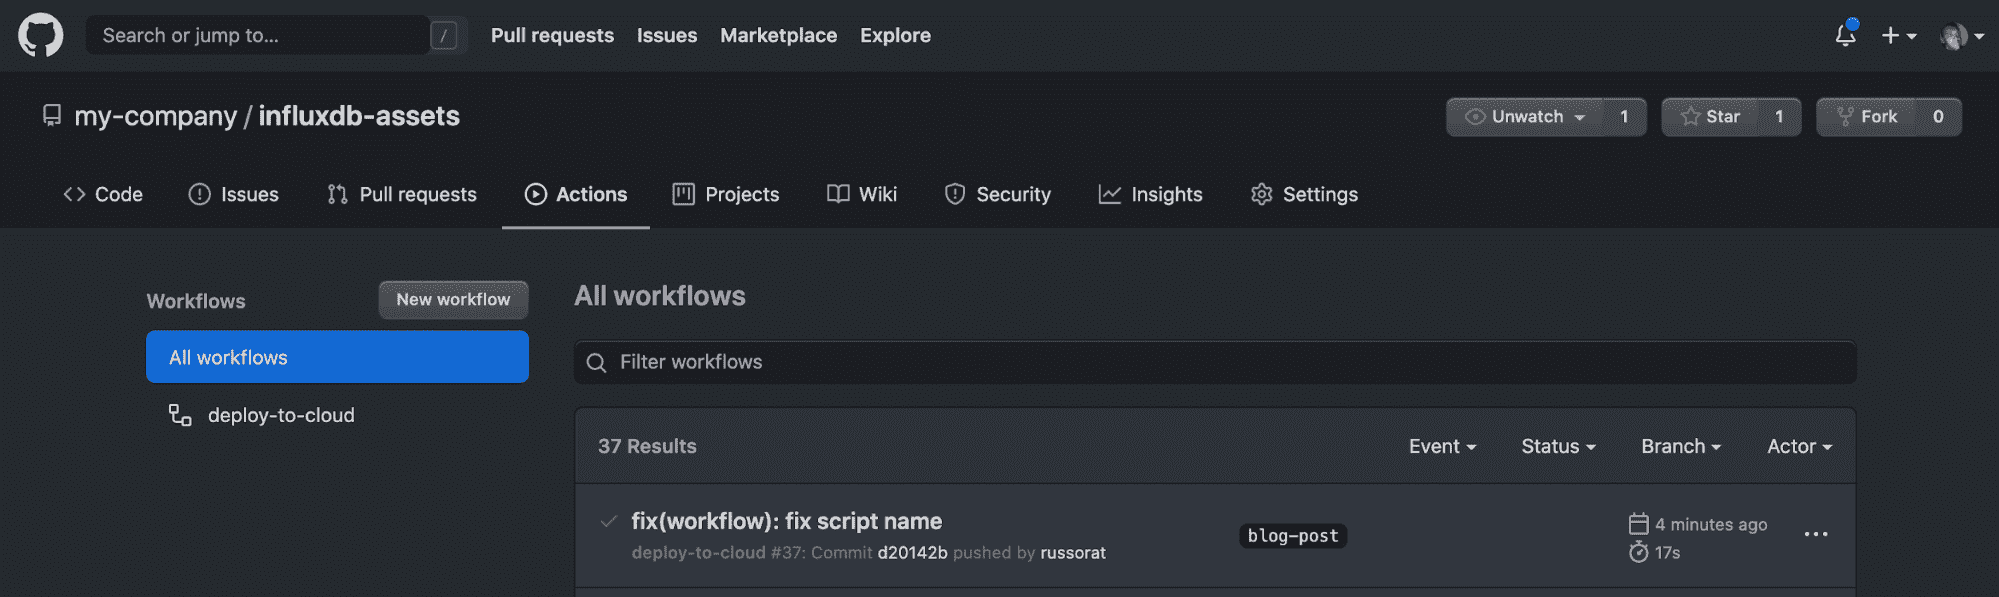 Search or jump to... / Pull requests Issues Marketplace Explore
my-company / influxdb-assets Unwatch 1 Star 1 Fork 0
Code Issues Pull requests Actions Projects Wiki Security Insights Settings
Workflows New workflow All workflows
All workflows Filter workflows
deploy-to-cloud
37 Results Event Status Branch Actor
fix(workflow): fix script name blog-post 4 minutes ago
deploy-to-cloud #37: Commit d20142b pushed by russorat 17s